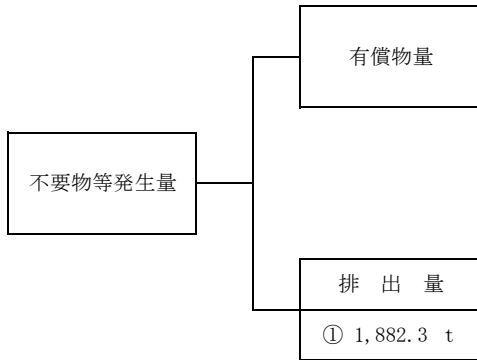 有償物量
不要物等発生量
排 出 量
① 1,882.3 t